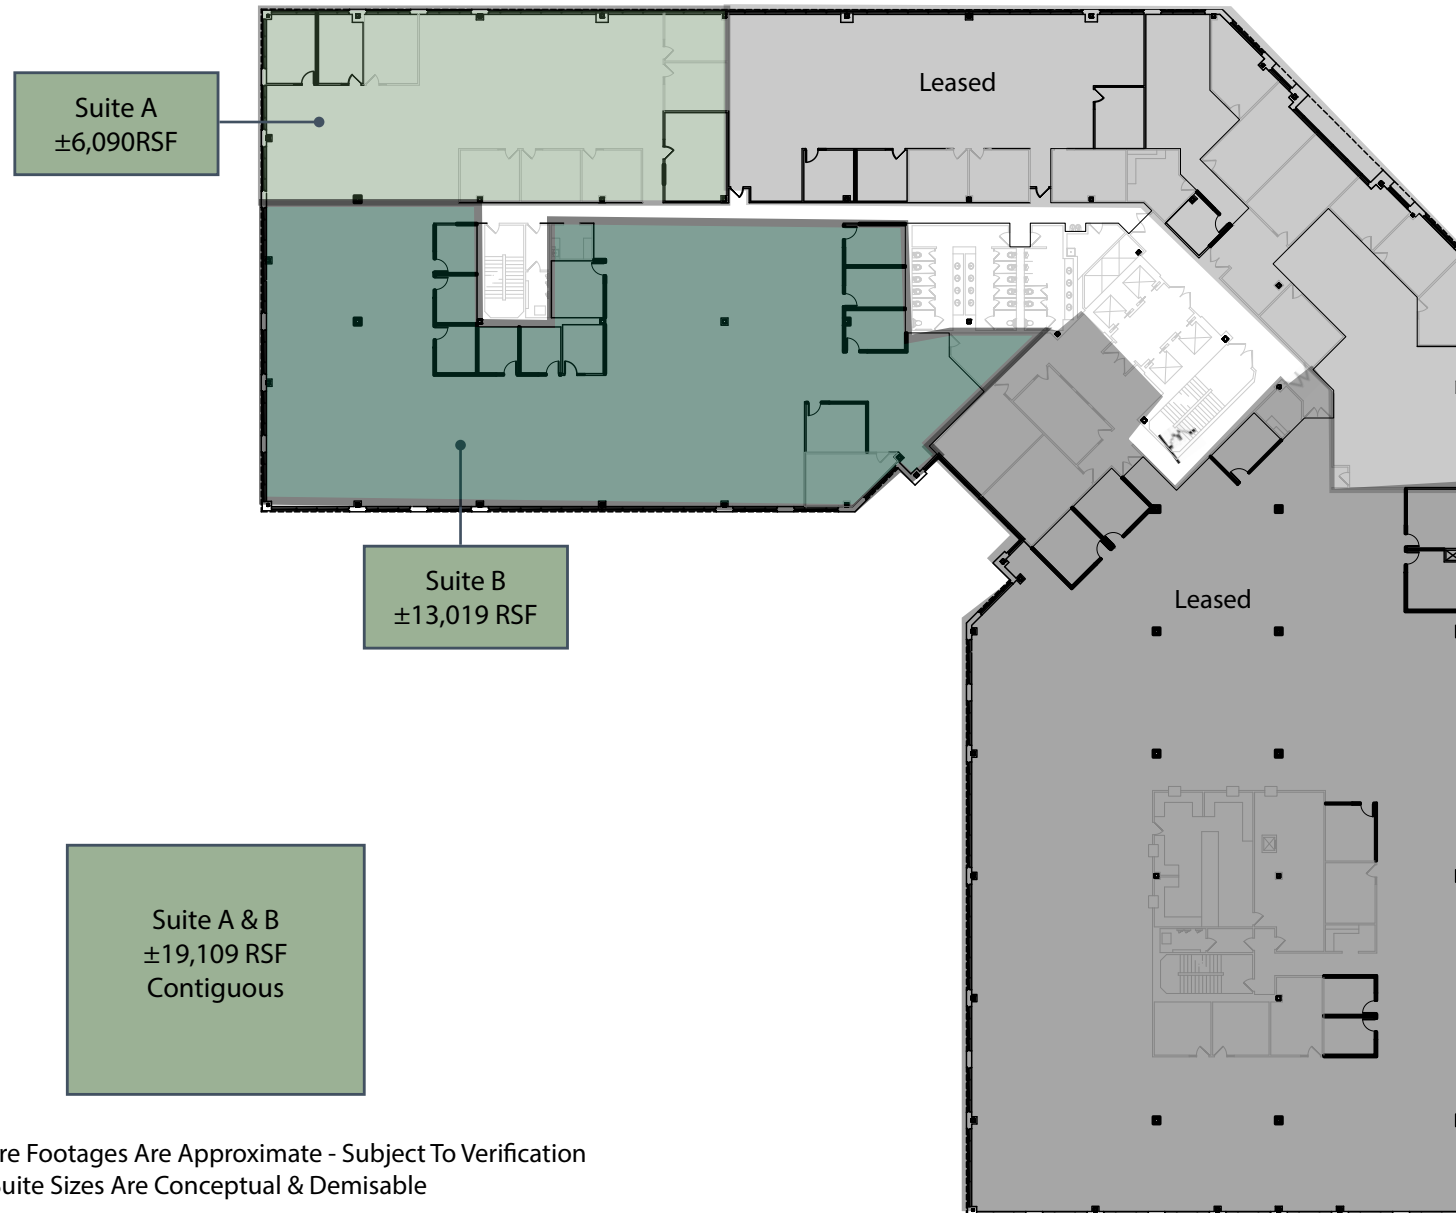 Leased
Suite A
±6,090RSF
Suite B
±13,019 RSF
Leased
Suite A & B
±19,109 RSF
Contiguous
re Footages Are Approximate - Subject To Verification
Suite Sizes Are Conceptual & Demisable